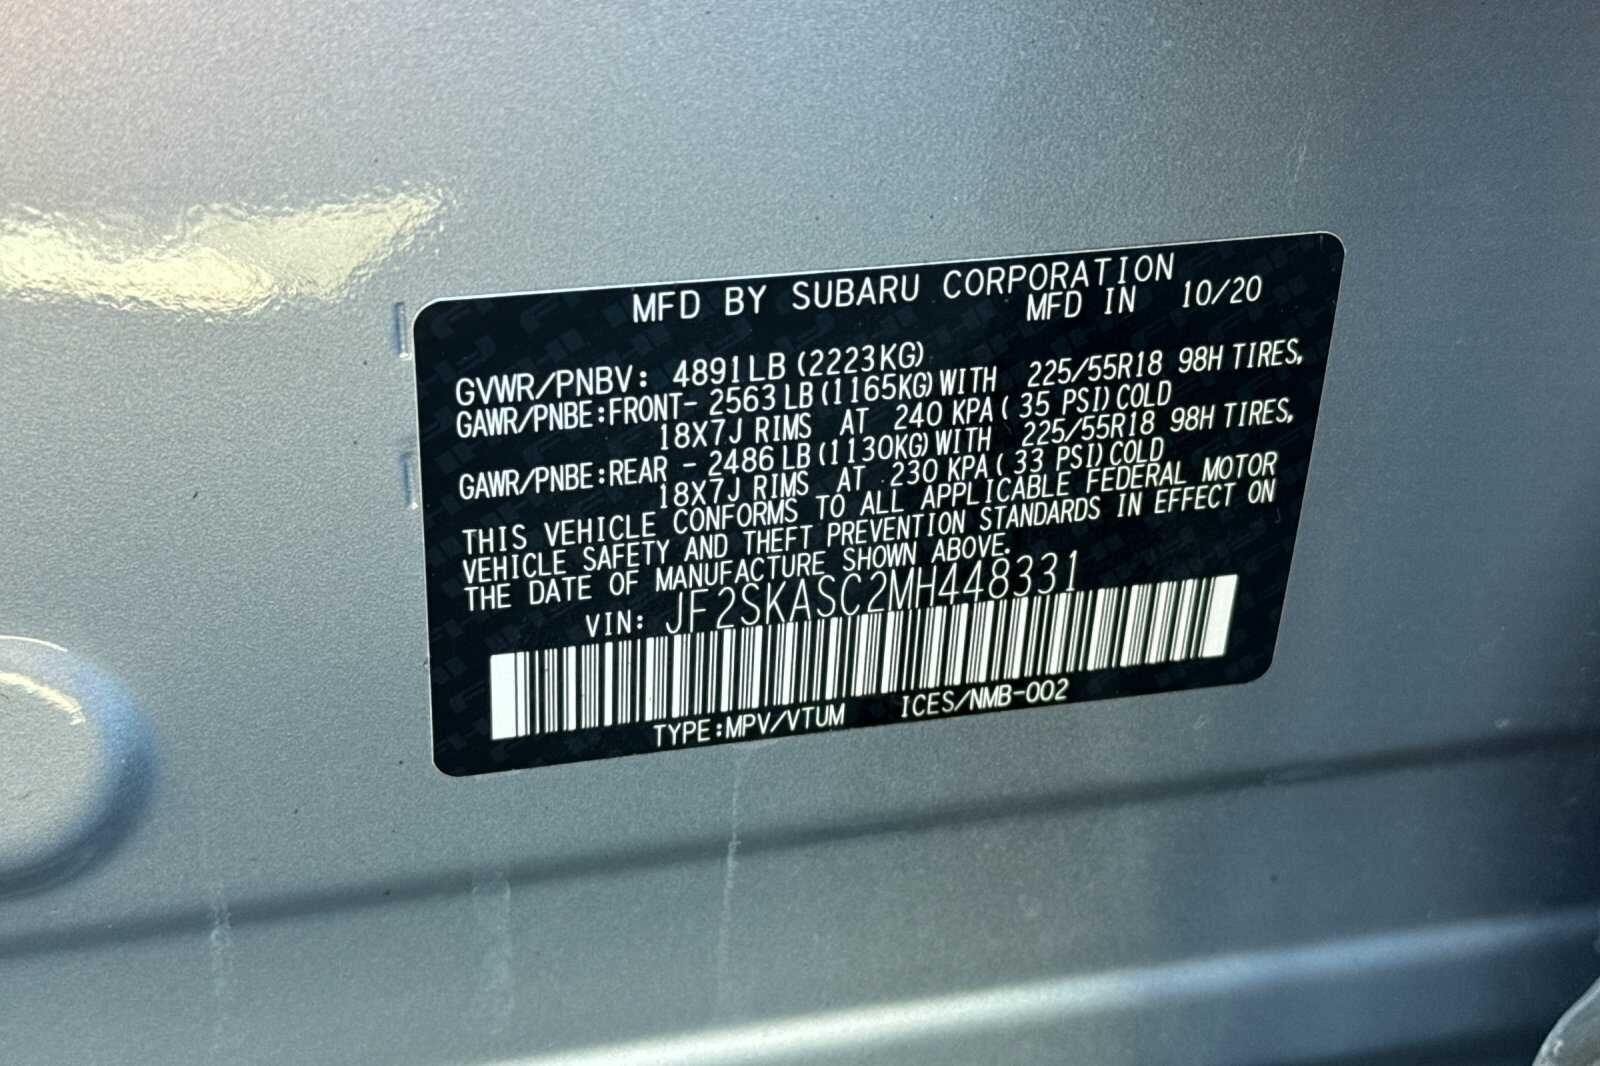 MFD BY SUBARU CORPORATION
MFD IN 10/20
GVWR/PNBV: 4891LB (2223KG)
GAWR/PNBE:FRONT- 2563LB(1165KG)WITH 225/55R18 98H TIRES,
18X7J RIMS AT 240 KPA( 35 PSI)COLD
GAWR/PNBE:REAR - 2486LB(1130KG)WITH 225/55R18 98H TIRES,
18X7J RIMS AT 230 KPA( 33 PSI)COLD
THIS VEHICLE CONFORMS TO ALL APPLICABLE FEDERAL MOTOR
VEHICLE SAFETY AND THEFT PREVENTION STANDARDS IN EFFECT ON
THE DATE OF MANUFACTURE SHOWN ABOVE.
VIN: JF2SKASC2MH448331
TYPE:MPV/VTUM ICES/NMB-002